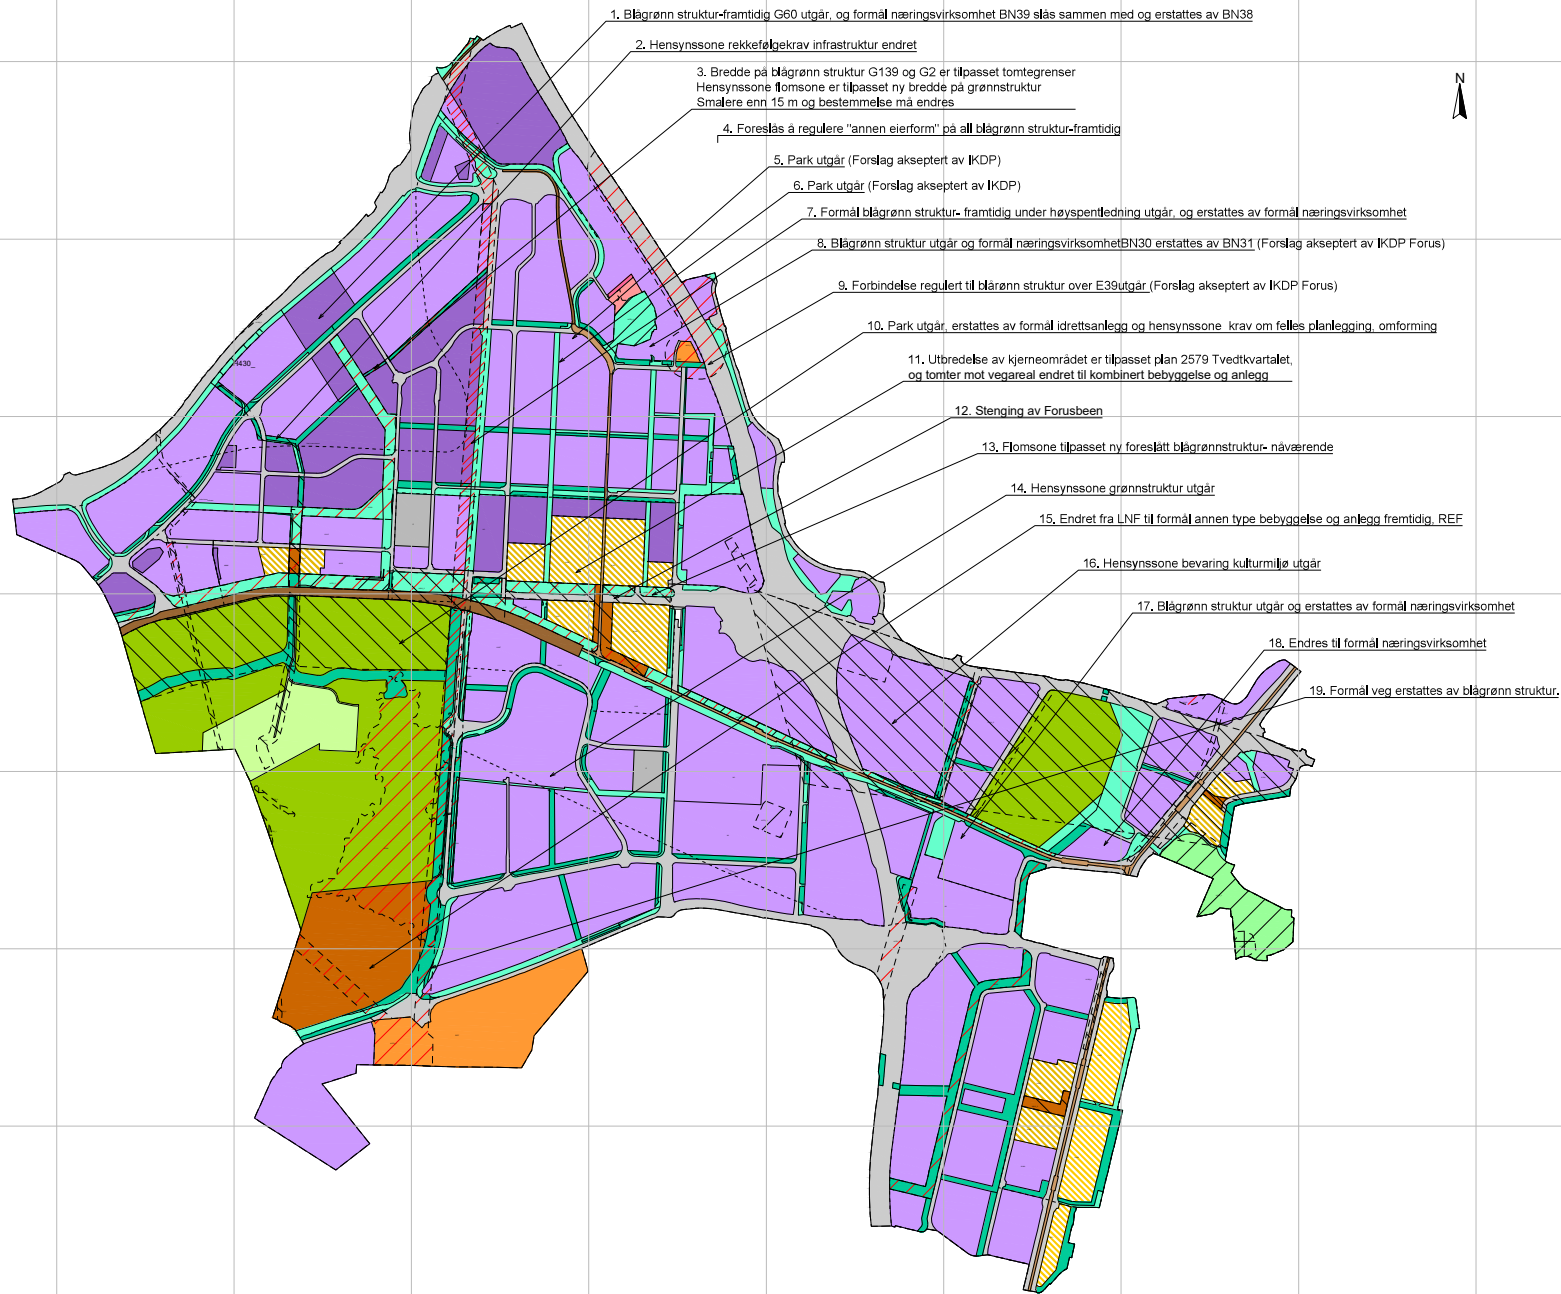 1. Blågrønn struktur-framtidig G60 utgår, og formål næringsvirksomhet BN39 slås sammen med og erstattes av BN38
2. Hensynssone rekkefølgekrav infrastruktur endret
3. Bredde på blågrønn struktur G139 og G2 er tilpasset tomtegrenser
Hensynssone flomsone er tilpasset ny bredde på grønnstruktur
Smalere enn 15 m og bestemmelse må endres
N
4. Foreslås å regulere "annen eierform" på all blågrønn struktur-framtidig
5. Park utgår (Forslag akseptert av IKDP)
6. Park utgår (Forslag akseptert av IKDP)
7. Formål blågrønn struktur- framtidig under høyspentledning utgår, og erstattes av formål næringsvirksomhet
8. Blågrønn struktur utgår og formål næringsvirksomhetBN30 erstattes av BN31 (Forslag akseptert av IKDP Forus)
9. Forbindelse regulert til blårønn struktur over E39utgår (Forslag akseptert av IKDP Forus)
10. Park utgår, erstattes av formål idrettsanlegg og hensynssone krav om felles planlegging, omforming
11. Utbredelse av kjerneområdet er tilpasset plan 2579 Tvedtkvartalet,
og tomter mot vegareal endret til kombinert bebyggelse og anlegg
12. Stenging av Forusbeen
13. Flomsone tilpasset ny foreslått blågrønnstruktur- nåværende
14. Hensynssone grønnstruktur utgår
15. Endret fra LNF til formål annen type bebyggelse og anlegg fremtidig, REF
16. Hensynssone bevaring kulturmiljø utgår
17. Blågrønn struktur utgår og erstattes av formål næringsvirksomhet
18. Endres til formål næringsvirksomhet
19. Formål veg erstattes av blågrønn struktur.